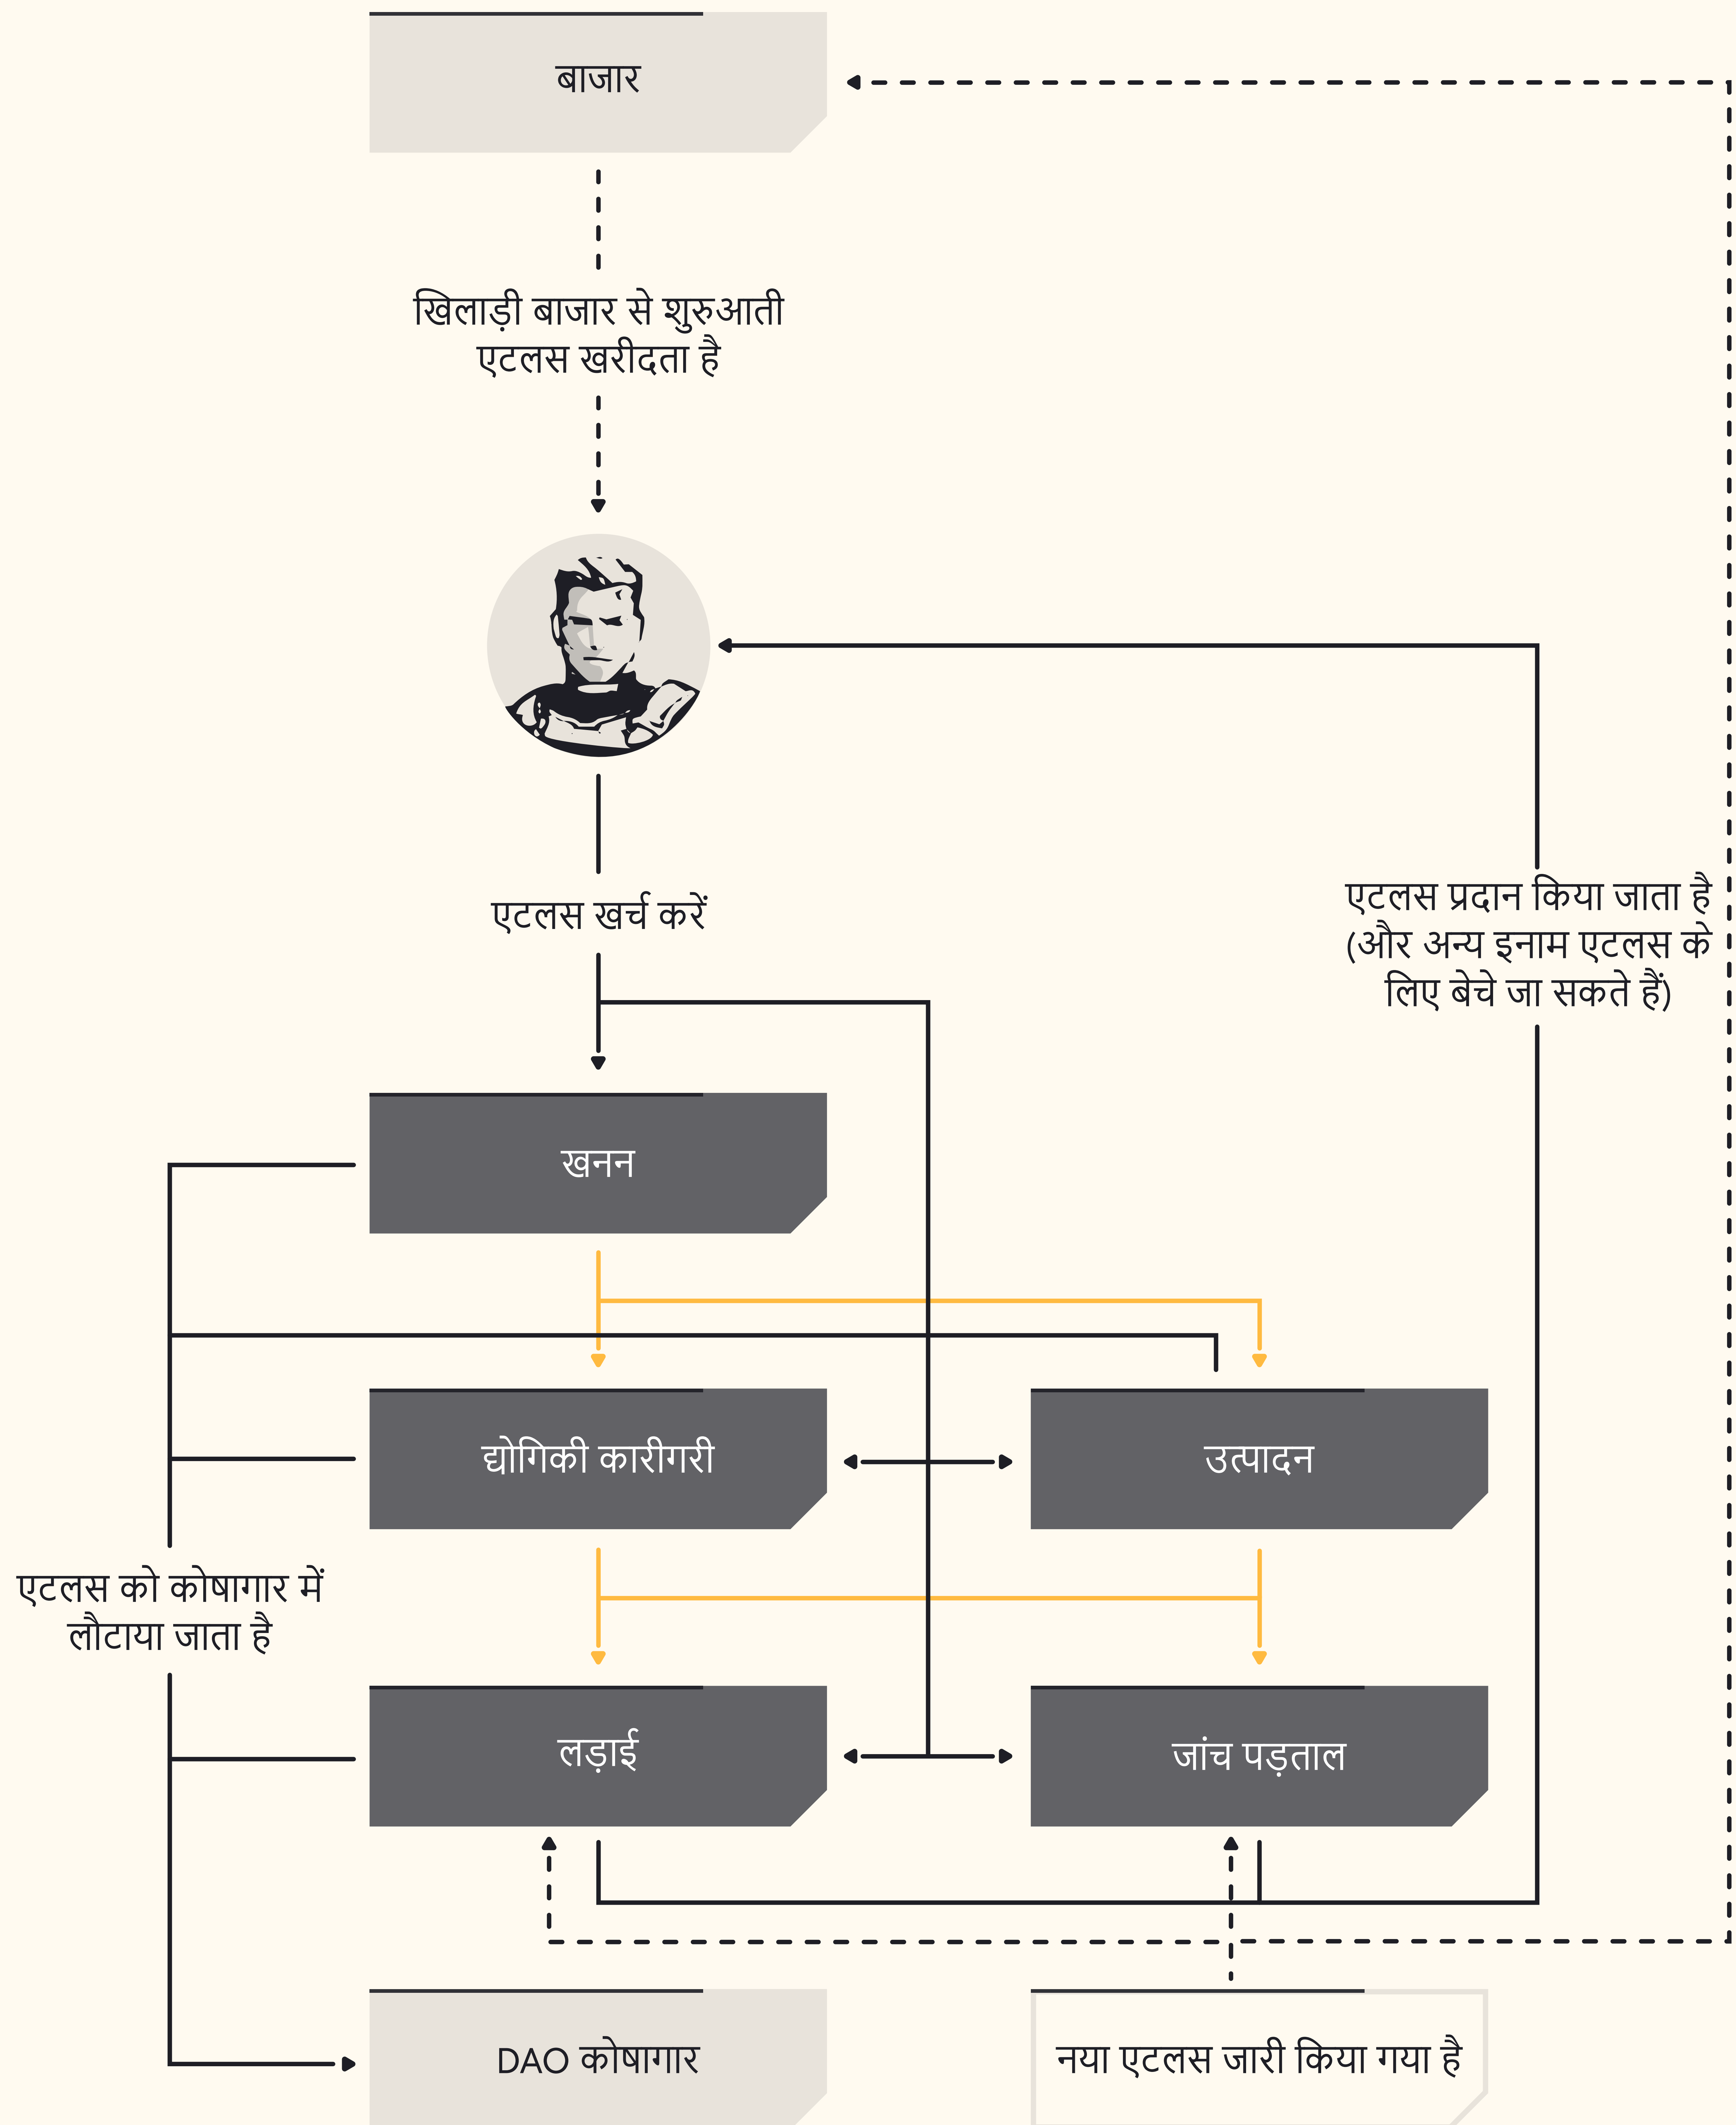 बाजार
खिलाड़ी बाजार से शुरुआती
एटलस खरीदता है
एटलस खर्च करें
एटलस प्रदान किया जाता है
(और अन्य इनाम एटलस के
लिए बेचे जा सकते हैं)
खनन
द्योगिकी कारीगरी
उत्पादन
एटलस को कोषागार में
लौटाया जाता है
लड़ाई
जांच पड़ताल
DAO कोषागार
नया एटलस जारी किया गया है